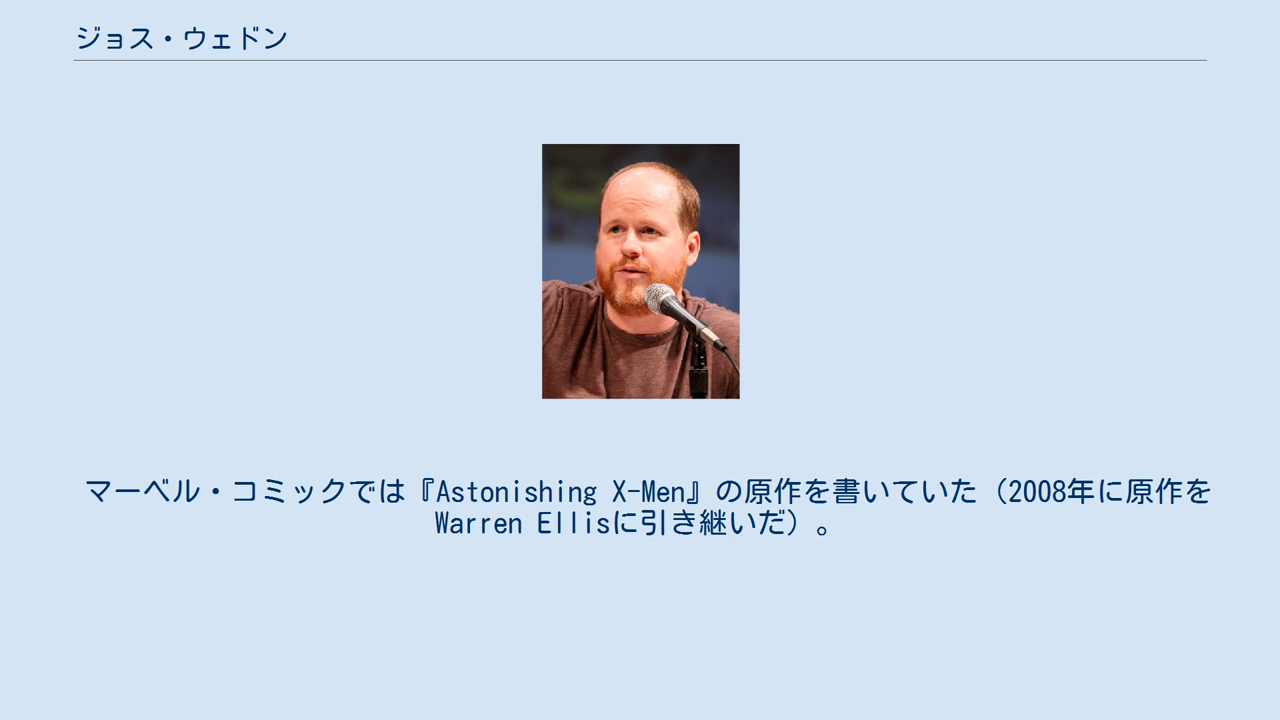 ジョス・ウェドン
マーベル・コミックでは『Astonishing X-Men』の原作を書いていた（2008年に原作を
Warren Ellisに引き継いだ）。